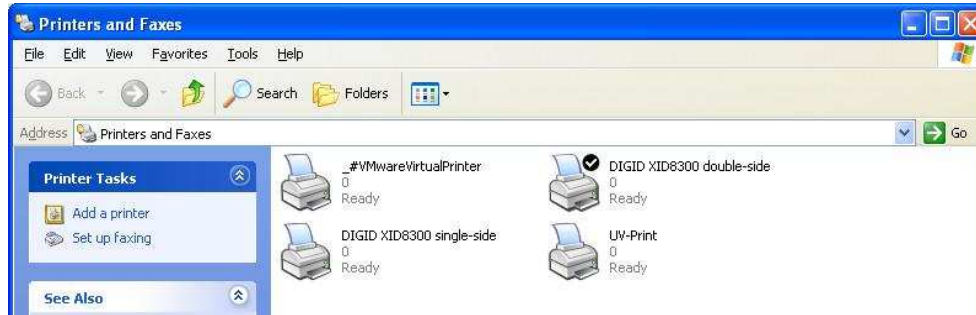 Printers and Faxes
File Edit View Favorites Tools Help
Back Search Folders
Address Printers and Faxes Go
Printer Tasks
Add a printer
Set up faxing
See Also
_#VMwareVirtualPrinter
0
Ready
DIGID XID8300 double-side
0
Ready
DIGID XID8300 single-side
0
Ready
UV-Print
0
Ready